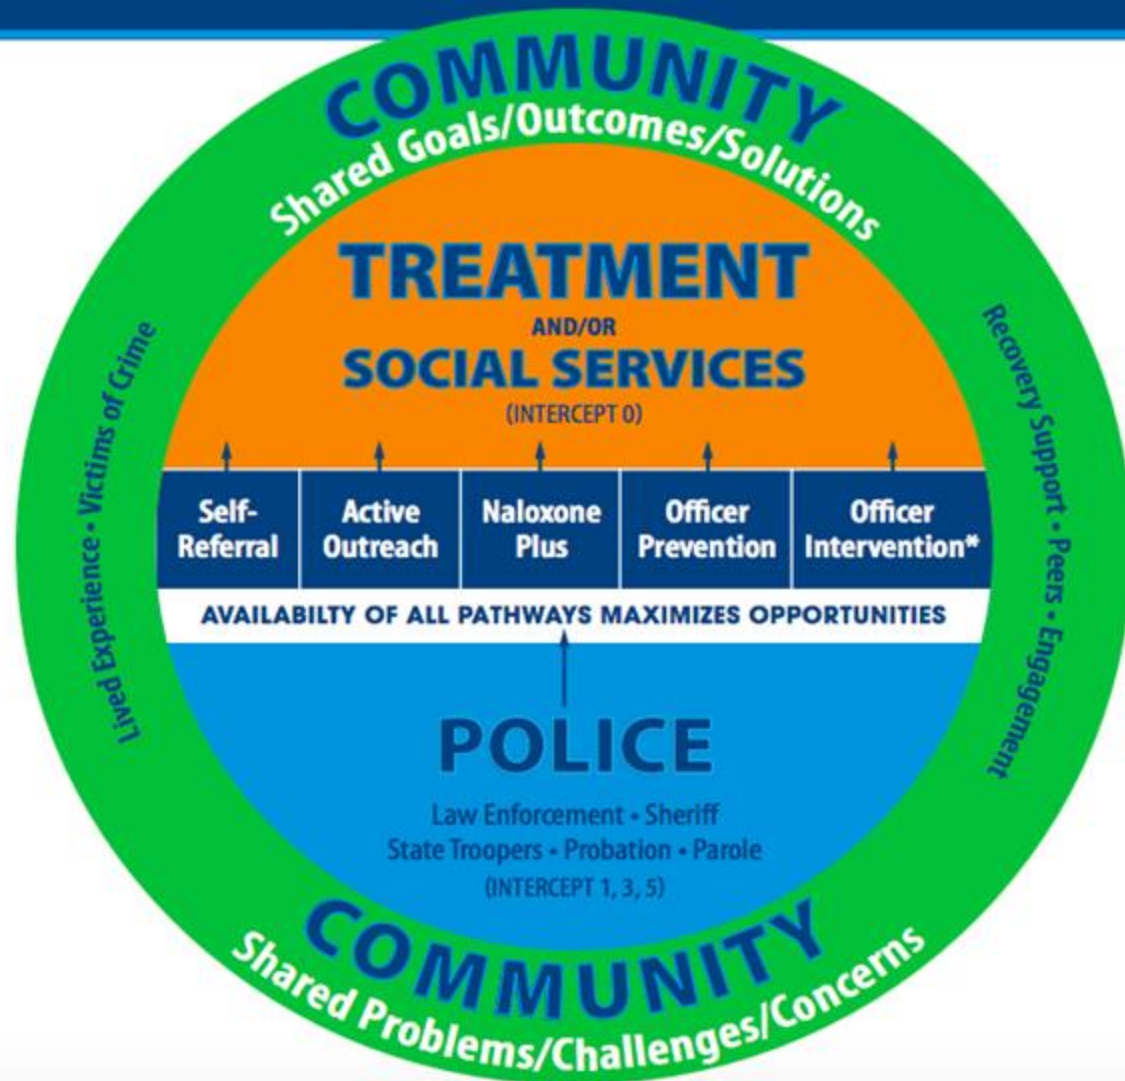 COMMUNITY
Shared Goals/Outcomes/Solutions
TREATMENT
AND/OR
SOCIAL SERVICES
(INTERCEPT 0)
Lived Experience • Victims of Crime
Recovery Support • Peers • Engagement
Self-
Referral
Active
Outreach
Naloxone
Plus
Officer
Prevention
Officer
Intervention*
AVAILABILTY OF ALL PATHWAYS MAXIMIZES OPPORTUNITIES
POLICE
Law Enforcement • Sheriff
State Troopers • Probation • Parole
(INTERCEPT 1, 3, 5)
COMMUNITY
Shared Problems/Challenges/Concerns